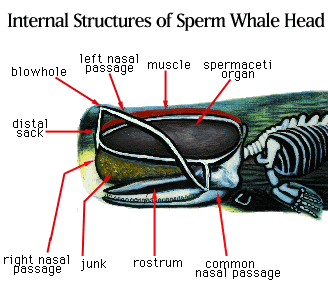 Internal Structures of Sperm Whale Head
blowhole
left nasal
passage
muscle
spermaceti
organ
distal
sack
right nasal
passage
junk
rostrum
common
nasal passage